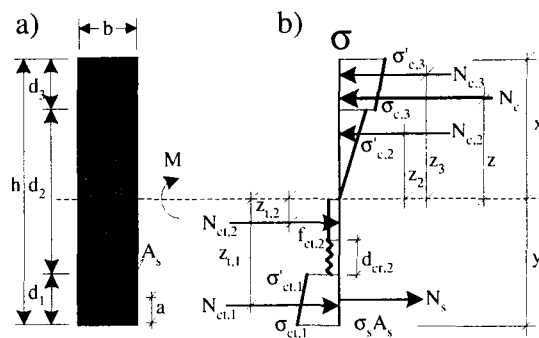 a)
b
b)
σ
d₃
σ'c,3
Nc,3
Nc
σc,3
x
h
d₂
M
σ'c,2
Nc,2
z₂
z₃
z
zt,2
Nct,2
fct,2
zt,1
As
dcr,2
y
d₁
a
σ'ct,1
Nct,1
σct,1
Ns
σsAs